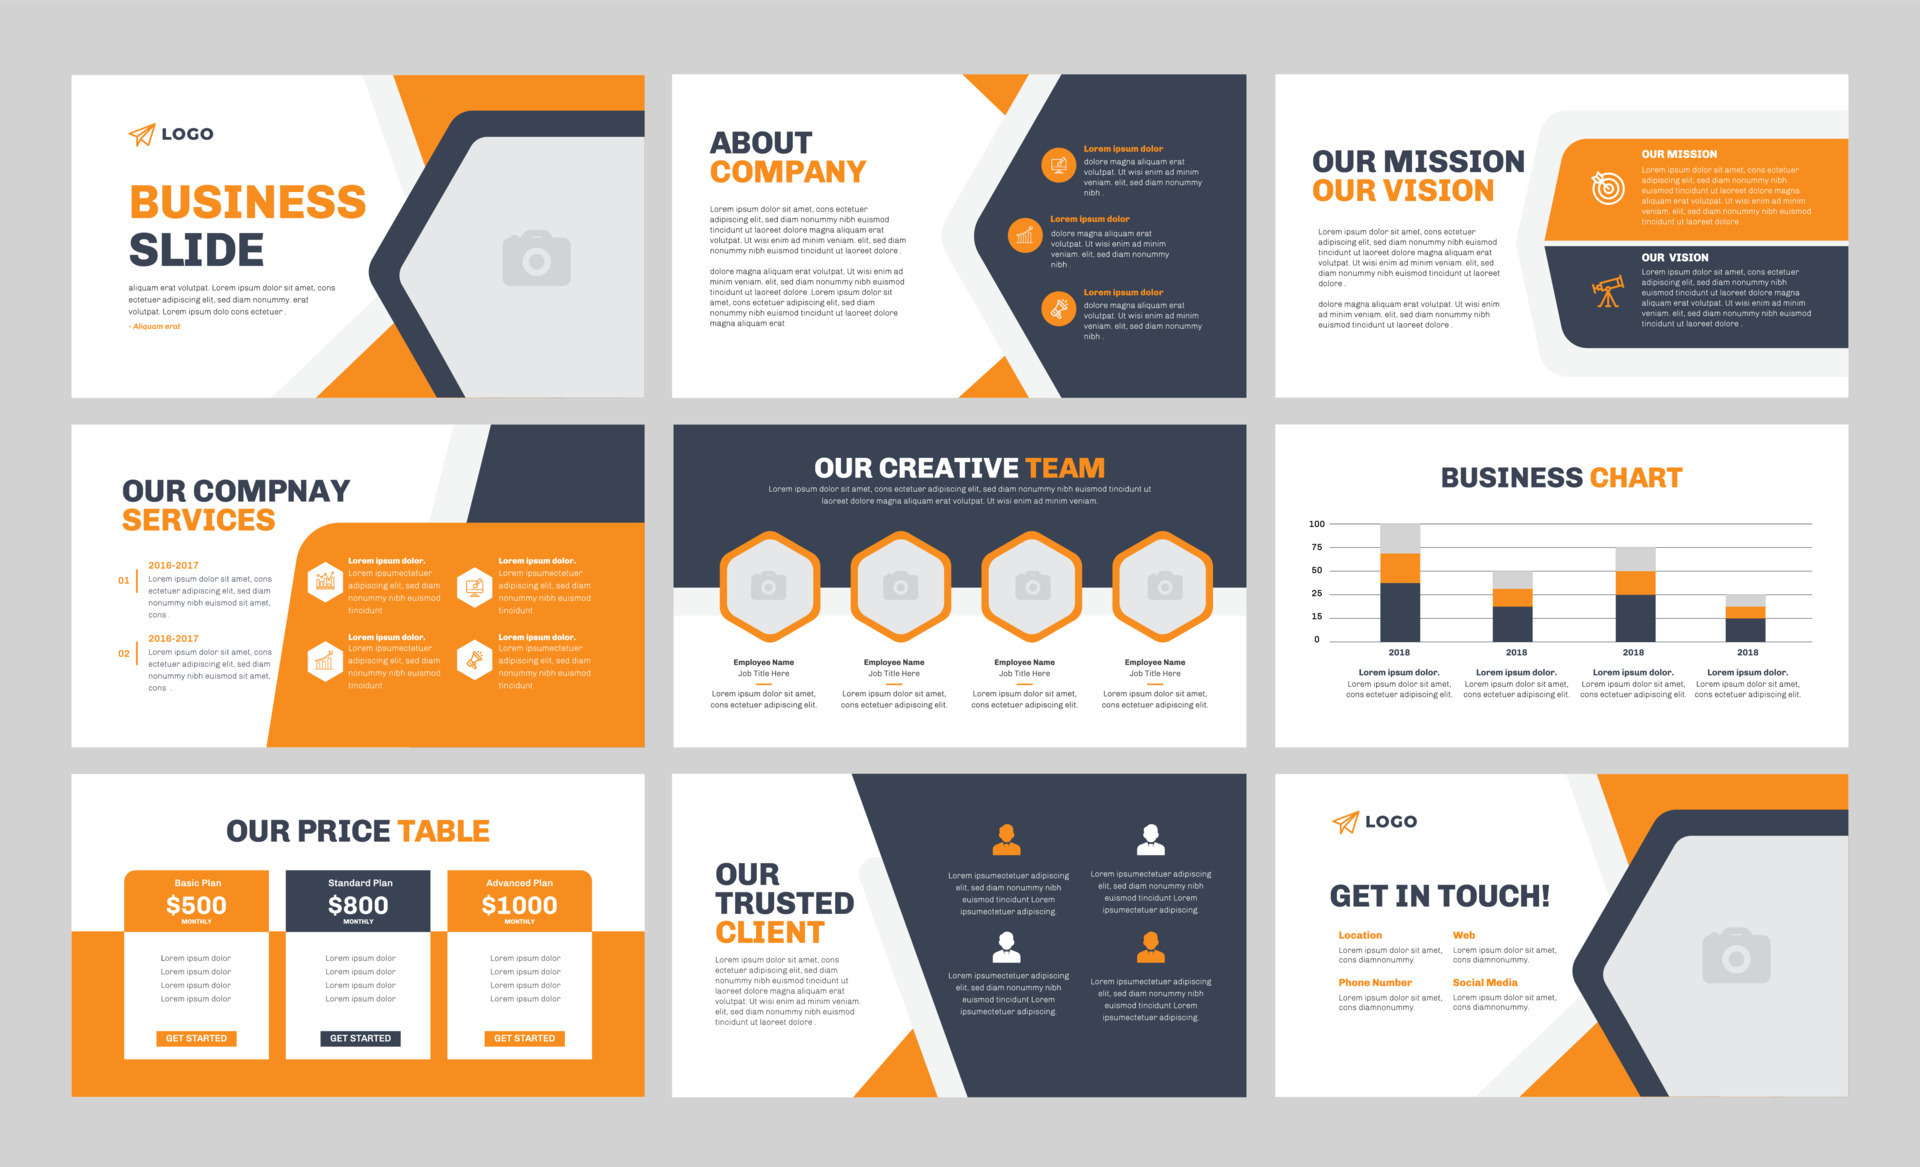 LOGO
BUSINESS
SLIDE
aliquam erat volutpat. Lorem ipsum dolor sit amet, cons
ectetuer adipiscing elit, sed diam nonummy. erat
volutpat. Lorem ipsum dolo cons ectetuer .
- Aliquam erat
ABOUT
COMPANY
Lorem ipsum dolor sit amet, cons ectetuer
adipiscing elit, sed diam nonummy nibh euismod
tincidunt ut laoreet dolore magna aliquam erat
volutpat. Ut wisi enim ad minim veniam. elit, sed diam
nonummy nibh euismod tincidunt ut laoreet dolore .
dolore magna aliquam erat volutpat. Ut wisi enim ad
minim veniam. elit, sed diam nonummy nibh euismod
tincidunt ut laoreet dolore .Lorem ipsum dolor sit
amet, cons ectetuer adipiscing elit, sed diam
nonummy nibh euismod tincidunt ut laoreet dolore
magna aliquam erat
Lorem ipsum dolor
dolore magna aliquam erat
volutpat. Ut wisi enim ad minim
veniam. elit, sed diam nonummy
nibh .
Lorem ipsum dolor
dolore magna aliquam erat
volutpat. Ut wisi enim ad minim
veniam. elit, sed diam nonummy
nibh .
Lorem ipsum dolor
dolore magna aliquam erat
volutpat. Ut wisi enim ad minim
veniam. elit, sed diam nonummy
nibh .
OUR MISSION
OUR VISION
Lorem ipsum dolor sit amet, cons ectetuer
adipiscing elit, sed diam nonummy nibh euismod
tincidunt ut laoreet dolore magna aliquam erat
volutpat. Ut wisi enim ad minim veniam. elit, sed diam
nonummy nibh euismod tincidunt ut laoreet
dolore .
dolore magna aliquam erat volutpat. Ut wisi enim
ad minim veniam. elit, sed diam nonummy nibh
euismod tincidunt ut laoreet dolore .
OUR MISSION
Lorem ipsum dolor sit amet, cons ectetuer
adipiscing elit, sed diam nonummy nibh
euismod tincidunt ut laoreet dolore magna
aliquam erat volutpat. Ut wisi enim ad minim
veniam. elit, sed diam nonummy nibh euismod
tincidunt ut laoreet dolore .
OUR VISION
Lorem ipsum dolor sit amet, cons ectetuer
adipiscing elit, sed diam nonummy nibh
euismod tincidunt ut laoreet dolore magna
aliquam erat volutpat. Ut wisi enim ad minim
veniam. elit, sed diam nonummy nibh euismod
tincidunt ut laoreet dolore .
OUR COMPNAY
SERVICES
01
2016-2017
Lorem ipsum dolor sit amet, cons
ectetuer adipiscing elit, sed diam
nonummy nibh euismod sit amet,
cons .
02
2016-2017
Lorem ipsum dolor sit amet, cons
ectetuer adipiscing elit, sed diam
nonummy nibh euismod sit amet,
cons .
Lorem ipsum dolor.
Lorem ipsumectetuer
adipiscing elit, sed diam
nonummy nibh euismod
tincidunt
Lorem ipsum dolor.
Lorem ipsumectetuer
adipiscing elit, sed diam
nonummy nibh euismod
tincidunt
Lorem ipsum dolor.
Lorem ipsumectetuer
adipiscing elit, sed diam
nonummy nibh euismod
tincidunt
Lorem ipsum dolor.
Lorem ipsumectetuer
adipiscing elit, sed diam
nonummy nibh euismod
tincidunt
OUR CREATIVE TEAM
Lorem ipsum dolor sit amet, cons ectetuer adipiscing elit, sed diam nonummy nibh euismod tincidunt ut
laoreet dolore magna aliquam erat volutpat. Ut wisi enim ad minim veniam.
Employee Name
Job Title Here
Lorem ipsum dolor sit amet,
cons ectetuer adipiscing elit.
Employee Name
Job Title Here
Lorem ipsum dolor sit amet,
cons ectetuer adipiscing elit.
Employee Name
Job Title Here
Lorem ipsum dolor sit amet,
cons ectetuer adipiscing elit.
Employee Name
Job Title Here
Lorem ipsum dolor sit amet,
cons ectetuer adipiscing elit.
BUSINESS CHART
100
75
50
25
15
0
2018
2018
2018
2018
Lorem ipsum dolor.
Lorem ipsum dolor sit amet,
cons ectetuer adipiscing elit.
Lorem ipsum dolor.
Lorem ipsum dolor sit amet,
cons ectetuer adipiscing elit.
Lorem ipsum dolor.
Lorem ipsum dolor sit amet,
cons ectetuer adipiscing elit.
Lorem ipsum dolor.
Lorem ipsum dolor sit amet,
cons ectetuer adipiscing elit.
OUR PRICE TABLE
Basic Plan
$500
MONTHLY
Lorem ipsum dolor
Lorem ipsum dolor
Lorem ipsum dolor
Lorem ipsum dolor
GET STARTED
Standard Plan
$800
MONTHLY
Lorem ipsum dolor
Lorem ipsum dolor
Lorem ipsum dolor
Lorem ipsum dolor
GET STARTED
Advanced Plan
$1000
MONTHLY
Lorem ipsum dolor
Lorem ipsum dolor
Lorem ipsum dolor
Lorem ipsum dolor
GET STARTED
OUR
TRUSTED
CLIENT
Lorem ipsum dolor sit amet, cons
ectetuer adipiscing elit, sed diam
nonummy nibh euismod tincidunt ut
laoreet dolore magna aliquam erat
volutpat. Ut wisi enim ad minim veniam.
elit, sed diam nonummy nibh euismod
tincidunt ut laoreet dolore .
Lorem ipsumectetuer adipiscing
elit, sed diam nonummy nibh
euismod tincidunt Lorem
ipsumectetuer adipiscing.
Lorem ipsumectetuer adipiscing
elit, sed diam nonummy nibh
euismod tincidunt Lorem
ipsumectetuer adipiscing.
Lorem ipsumectetuer adipiscing
elit, sed diam nonummy nibh
euismod tincidunt Lorem
ipsumectetuer adipiscing.
Lorem ipsumectetuer adipiscing
elit, sed diam nonummy nibh
euismod tincidunt Lorem
ipsumectetuer adipiscing.
LOGO
GET IN TOUCH!
Location
Lorem ipsum dolor sit amet,
cons diamnonummy.
Web
Lorem ipsum dolor sit amet,
cons diamnonummy.
Phone Number
Lorem ipsum dolor sit amet,
cons diamnonummy.
Social Media
Lorem ipsum dolor sit amet,
cons diamnonummy.